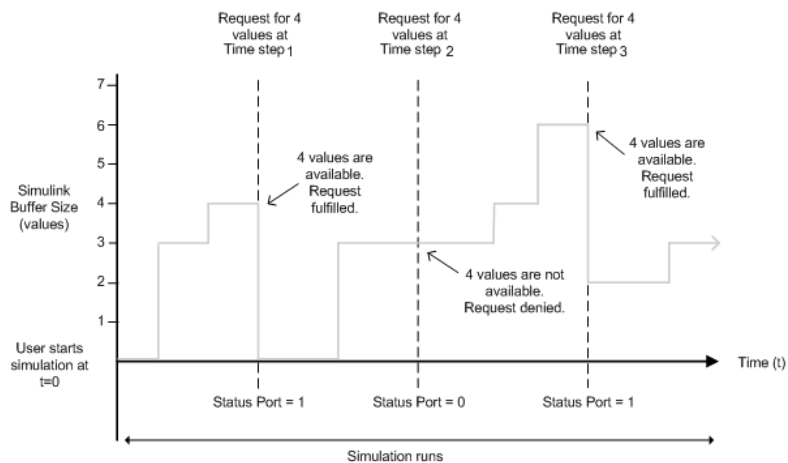 Request for 4
values at
Time step 1
Request for 4
values at
Time step 2
Request for 4
values at
Time step 3
7
6
5
4
3
2
1
Simulink
Buffer Size
(values)
4 values are
available.
Request
fulfilled.
4 values are not
available.
Request denied.
4 values are
available.
Request
fulfilled.
User starts
simulation at
t=0
Time (t)
Status Port = 1
Status Port = 0
Status Port = 1
Simulation runs